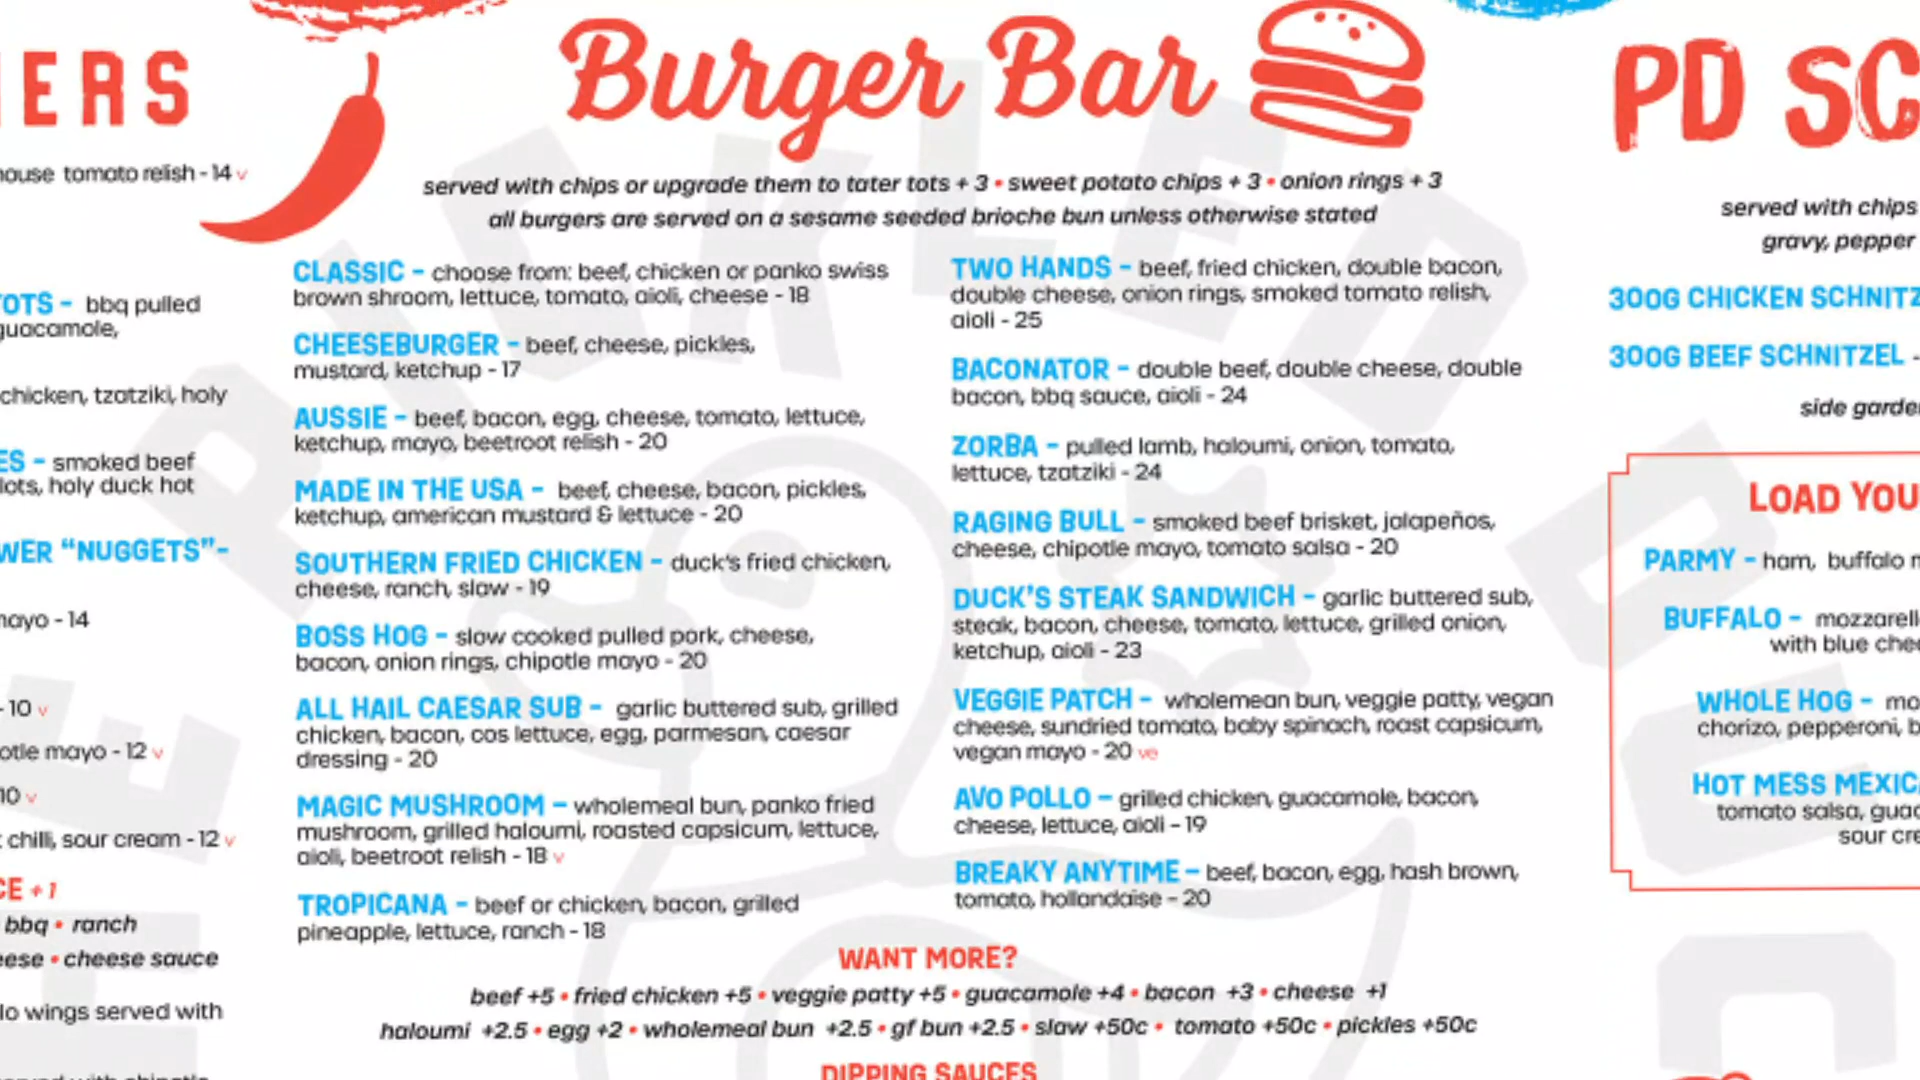 HERS
house tomato relish - 14 v
TOTS - bbq pulled
guacamole,
chicken, tzatziki, holy
ES - smoked beef
lots, holy duck hot
WER “NUGGETS”-
mayo - 14
- 10 v
otle mayo - 12 v
10 v
t chilli, sour cream - 12 v
CE + 1
bbq • ranch
eese • cheese sauce
lo wings served with
Burger Bar
served with chips or upgrade them to tater tots + 3 • sweet potato chips + 3 • onion rings + 3
all burgers are served on a sesame seeded brioche bun unless otherwise stated
CLASSIC - choose from: beef, chicken or panko swiss
brown shroom, lettuce, tomato, aioli, cheese - 18
CHEESEBURGER - beef, cheese, pickles,
mustard, ketchup - 17
AUSSIE - beef, bacon, egg, cheese, tomato, lettuce,
ketchup, mayo, beetroot relish - 20
MADE IN THE USA - beef, cheese, bacon, pickles,
ketchup, american mustard & lettuce - 20
SOUTHERN FRIED CHICKEN - duck's fried chicken,
cheese, ranch, slaw - 19
BOSS HOG - slow cooked pulled pork, cheese,
bacon, onion rings, chipotle mayo - 20
ALL HAIL CAESAR SUB - garlic buttered sub, grilled
chicken, bacon, cos lettuce, egg, parmesan, caesar
dressing - 20
MAGIC MUSHROOM - wholemeal bun, panko fried
mushroom, grilled haloumi, roasted capsicum, lettuce,
aioli, beetroot relish - 18 v
TROPICANA - beef or chicken, bacon, grilled
pineapple, lettuce, ranch - 18
TWO HANDS - beef, fried chicken, double bacon,
double cheese, onion rings, smoked tomato relish,
aioli - 25
BACONATOR - double beef, double cheese, double
bacon, bbq sauce, aioli - 24
ZORBA - pulled lamb, haloumi, onion, tomato,
lettuce, tzatziki - 24
RAGING BULL - smoked beef brisket, jalapeños,
cheese, chipotle mayo, tomato salsa - 20
DUCK'S STEAK SANDWICH - garlic buttered sub,
steak, bacon, cheese, tomato, lettuce, grilled onion,
ketchup, aioli - 23
VEGGIE PATCH - wholemean bun, veggie patty, vegan
cheese, sundried tomato, baby spinach, roast capsicum,
vegan mayo - 20 ve
AVO POLLO - grilled chicken, guacamole, bacon,
cheese, lettuce, aioli - 19
BREAKY ANYTIME - beef, bacon, egg, hash brown,
tomato, hollandaise - 20
WANT MORE?
beef +5 • fried chicken +5 • veggie patty +5 • guacamole +4 • bacon +3 • cheese +1
haloumi +2.5 • egg +2 • wholemeal bun +2.5 • gf bun +2.5 • slaw +50c • tomato +50c • pickles +50c
DIPPING SAUCES
PD SC
served with chips
gravy, pepper
300G CHICKEN SCHNITZ
300G BEEF SCHNITZEL -
side garde
LOAD YOU
PARMY - ham, buffalo m
BUFFALO - mozzarell
with blue chee
WHOLE HOG - mo
chorizo, pepperoni, b
HOT MESS MEXICA
tomato salsa, guac
sour cre
THE PICKLED DUCK